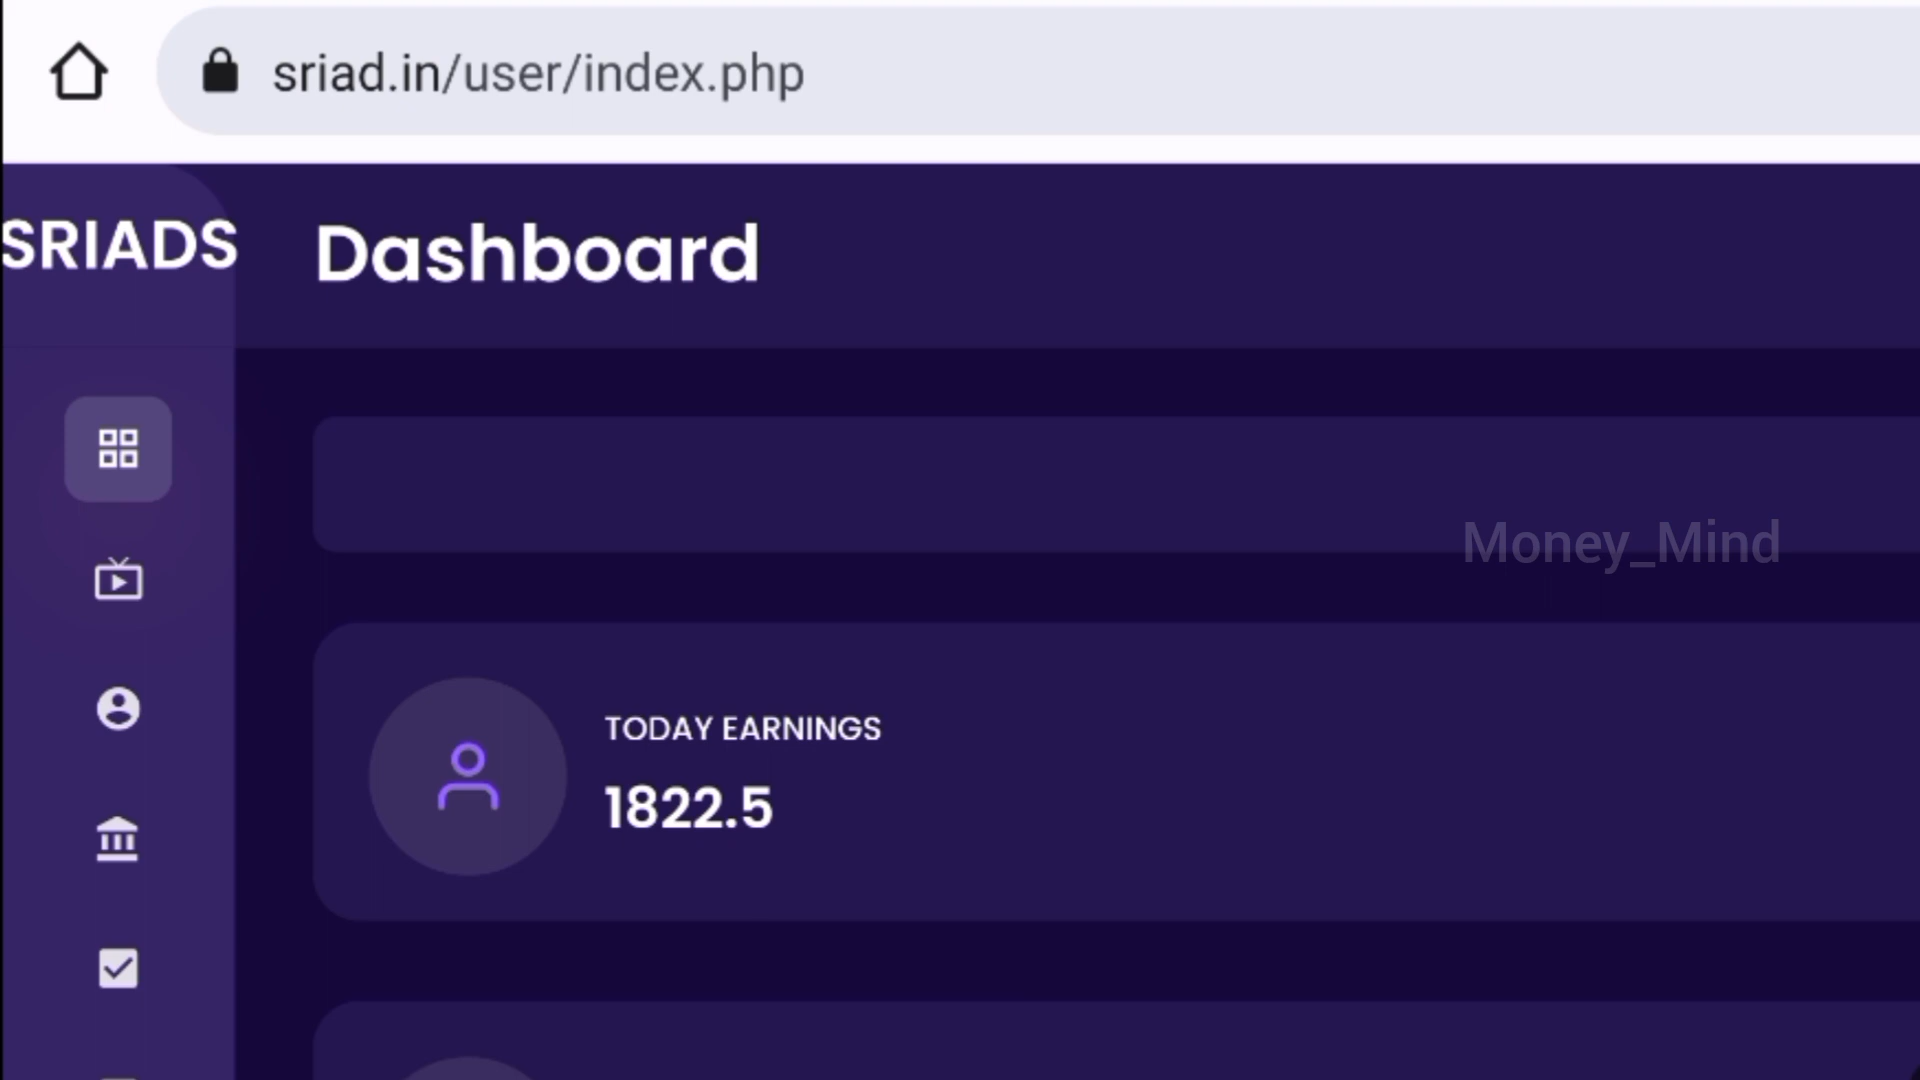 sriad.in/user/index.php
SRIADS
Dashboard
Money_Mind
TODAY EARNINGS
1822.5